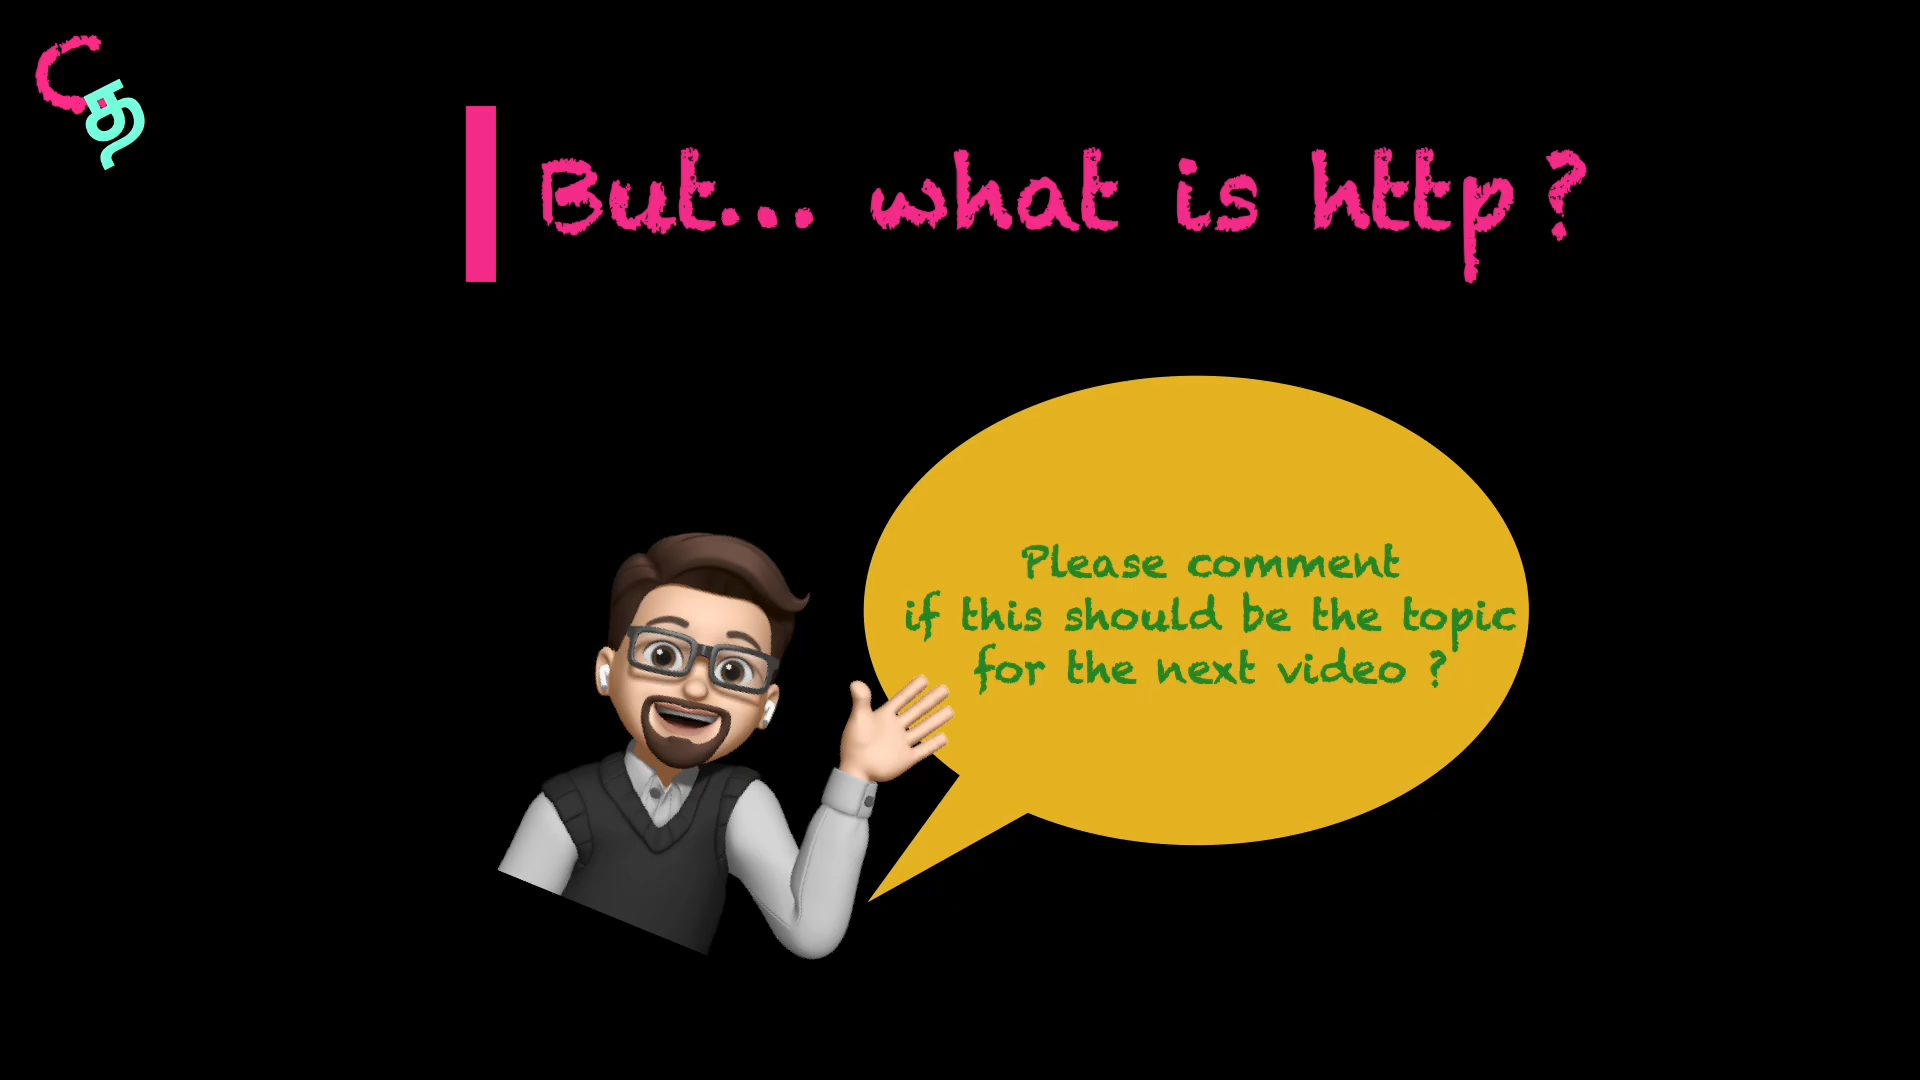 C
த
But... what is http ?
Please comment
if this should be the topic
for the next video ?